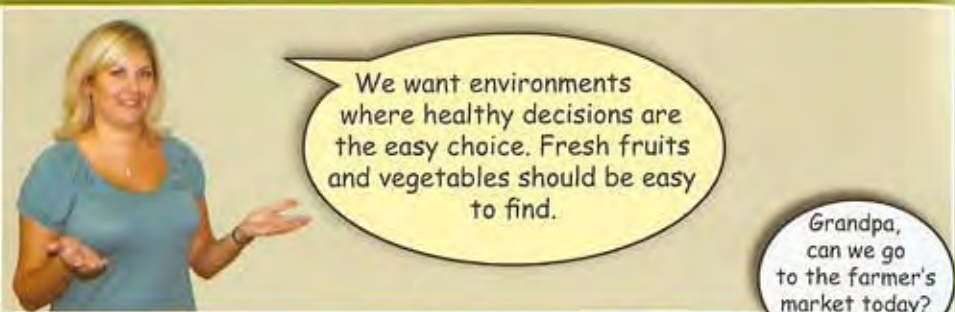 We want environments
where healthy decisions are
the easy choice. Fresh fruits
and vegetables should be easy
to find.
Grandpa,
can we go
to the farmer's
market today?